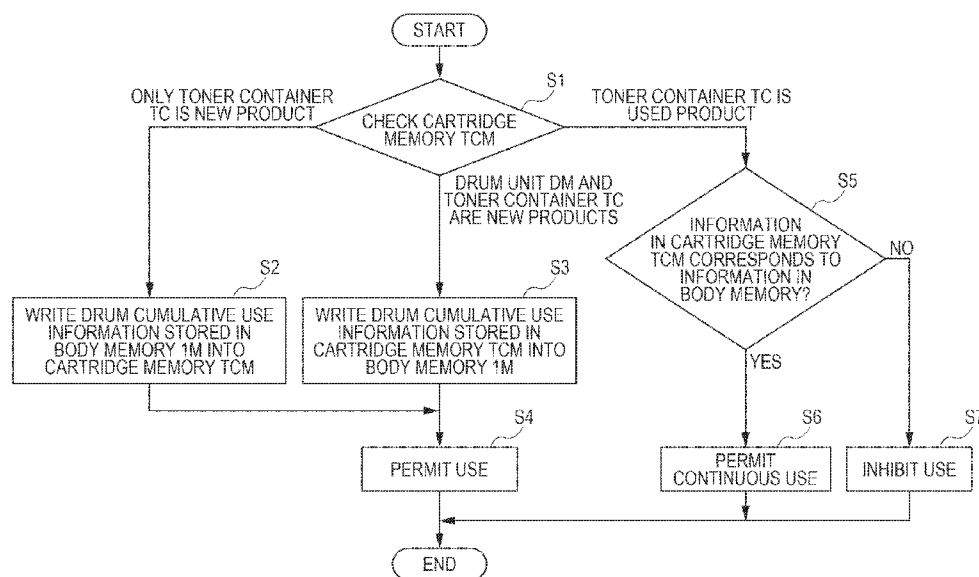 START
S1
ONLY TONER CONTAINER
TC IS NEW PRODUCT
CHECK CARTRIDGE
MEMORY TCM
TONER CONTAINER TC IS
USED PRODUCT
DRUM UNIT DM AND
TONER CONTAINER TC
ARE NEW PRODUCTS
S5
INFORMATION
IN CARTRIDGE MEMORY
TCM CORRESPONDS TO
INFORMATION IN
BODY MEMORY?
NO
YES
S2
WRITE DRUM CUMULATIVE USE
INFORMATION STORED IN
BODY MEMORY 1M INTO
CARTRIDGE MEMORY TCM
S3
WRITE DRUM CUMULATIVE USE
INFORMATION STORED IN
CARTRIDGE MEMORY TCM INTO
BODY MEMORY 1M
S4
PERMIT USE
S6
PERMIT
CONTINUOUS USE
S7
INHIBIT USE
END